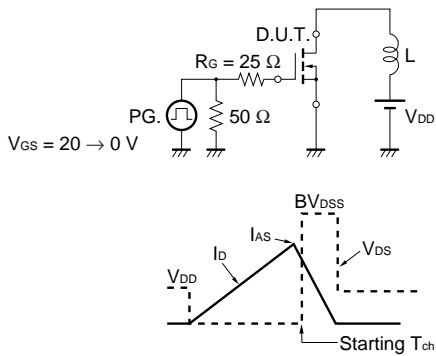 D.U.T.
RG = 25 Ω
L
PG.
50 Ω
VDD
VGS = 20 → 0 V
BVDSS
IAS
ID
VDS
VDD
Starting Tch